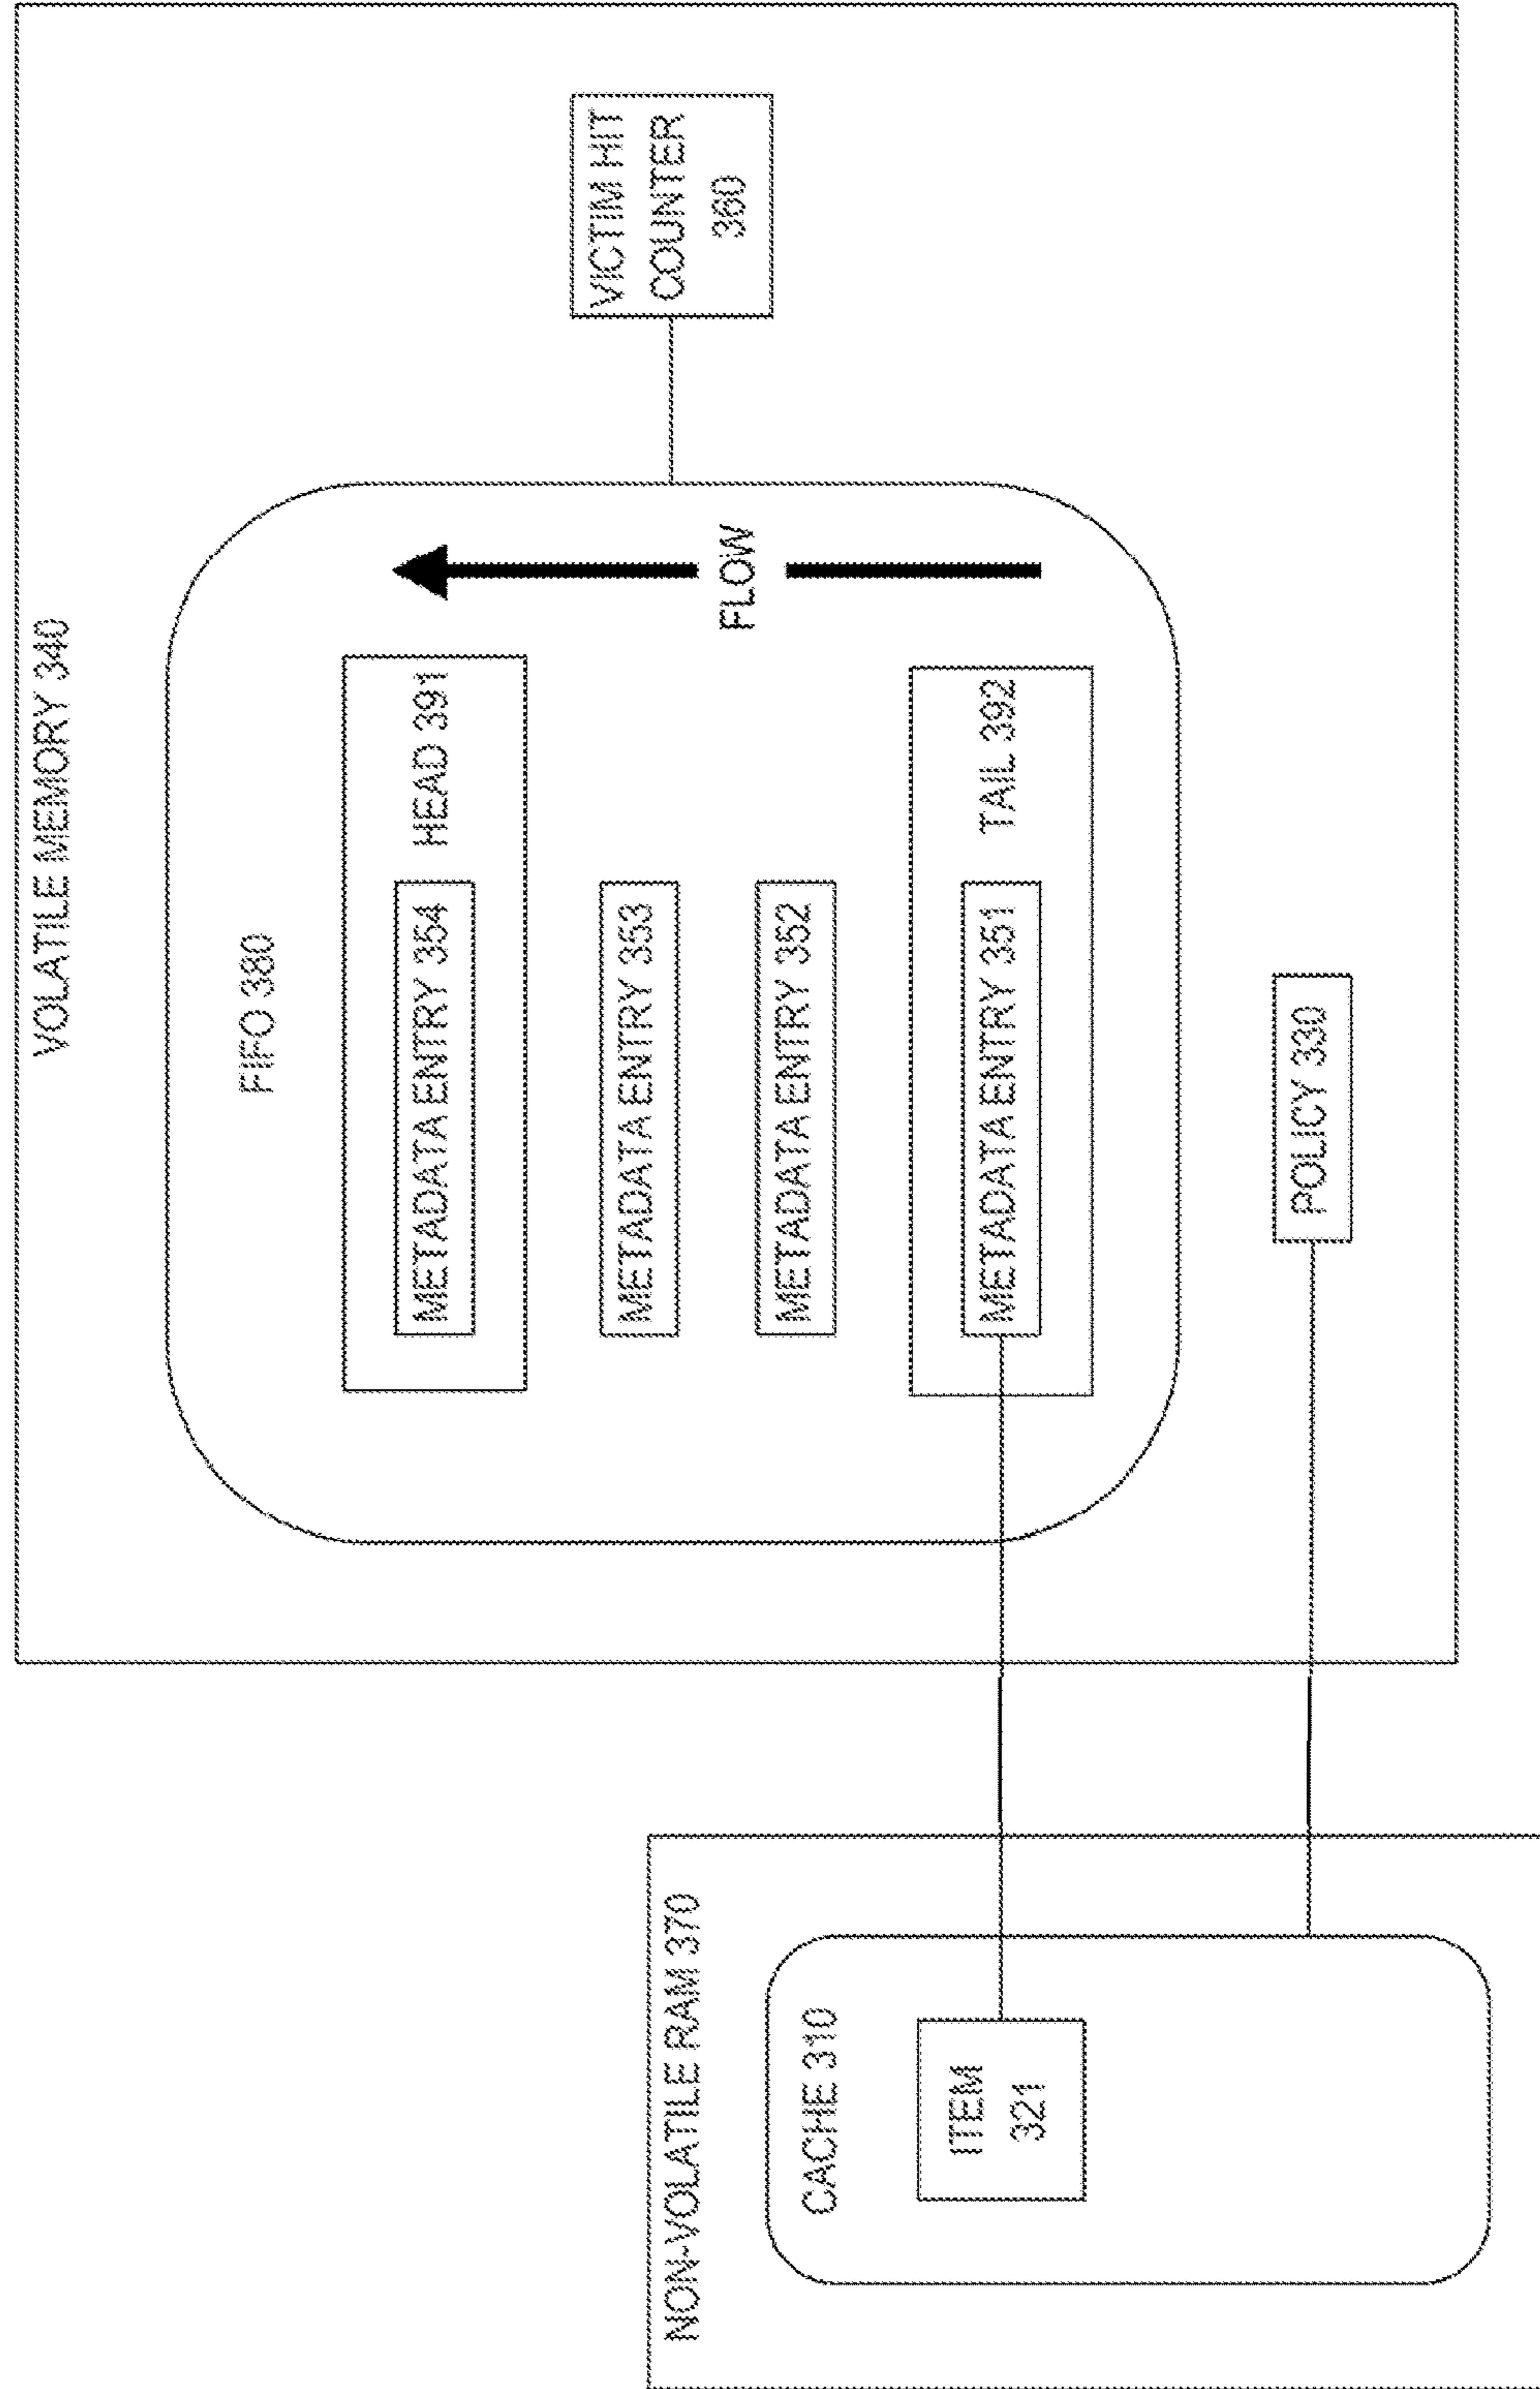 VOLATILE MEMORY 340
FIFO 380
METADATA ENTRY 354
HEAD 391
METADATA ENTRY 353
METADATA ENTRY 352
METADATA ENTRY 351
TAIL 392
FLOW
VICTIM HIT
COUNTER
360
POLICY 330
NON-VOLATILE RAM 370
CACHE 310
ITEM
321